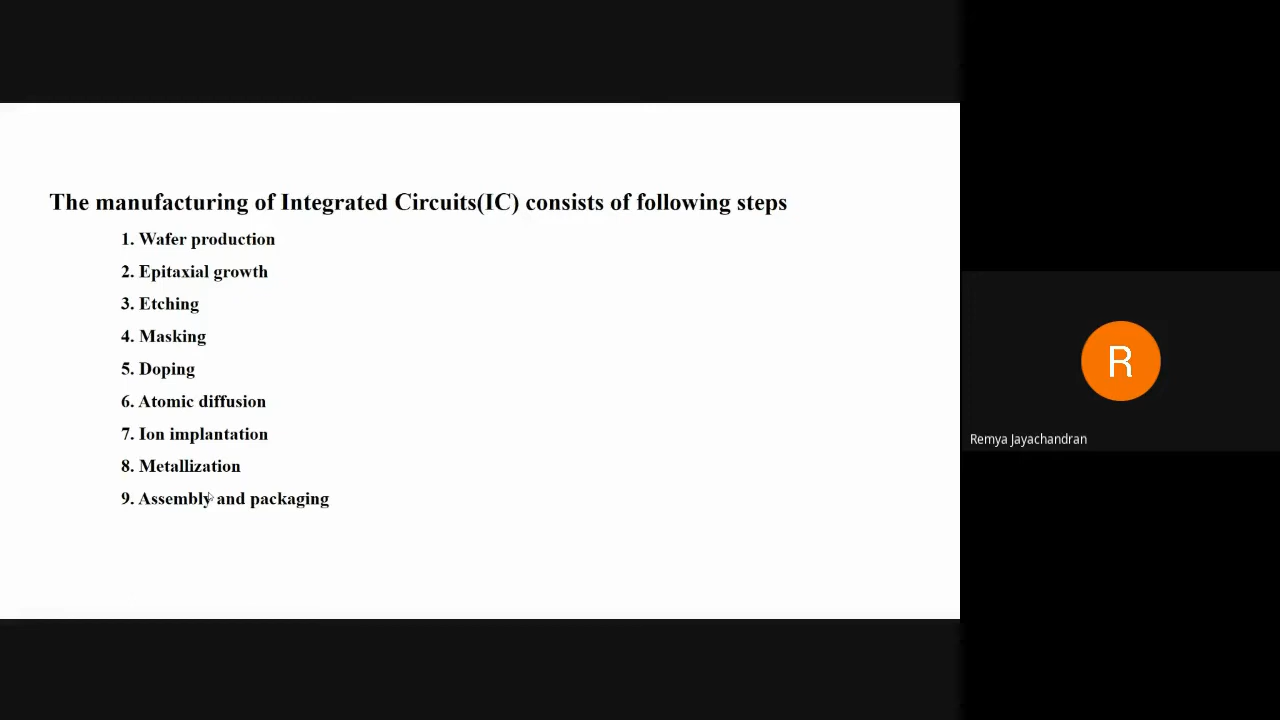 The manufacturing of Integrated Circuits(IC) consists of following steps
1. Wafer production
2. Epitaxial growth
3. Etching
4. Masking
5. Doping
6. Atomic diffusion
7. Ion implantation
8. Metallization
9. Assembly and packaging
R
Remya Jayachandran